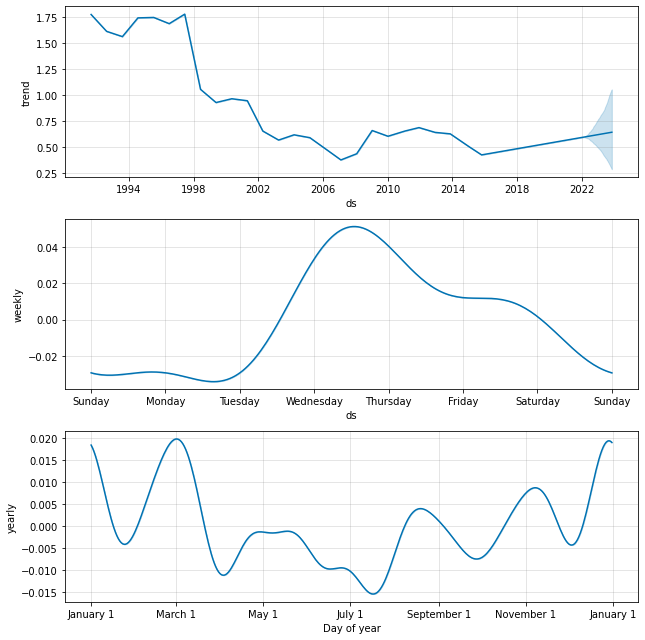 1.75
1.50
1.25
1.00
0.75
0.50
0.25
trend
1994 1998 2002 2006 2010 2014 2018 2022
ds
0.04
0.02
0.00
−0.02
weekly
Sunday Monday Tuesday Wednesday Thursday Friday Saturday Sunday
ds
0.020
0.015
0.010
0.005
0.000
−0.005
−0.010
−0.015
yearly
January 1 March 1 May 1 July 1 September 1 November 1 January 1
Day of year